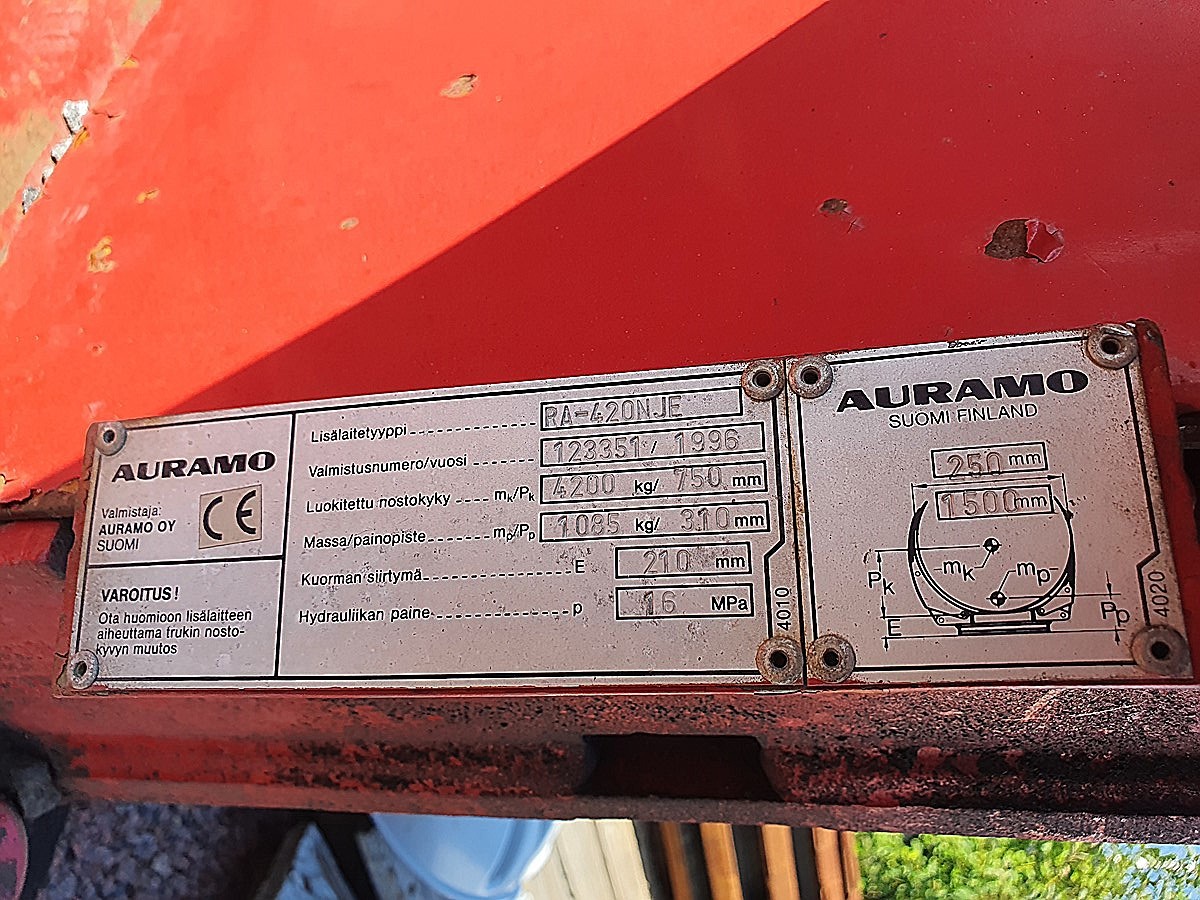 AURAMO
Valmistaja:
AURAMO OY
SUOMI
CE
VAROITUS!
Ota huomioon lisälaitteen
aiheuttama trukin nosto-
kyvyn muutos
Lisälaitetyyppi RA-420NJE
Valmistusnumero/vuosi 123351/ 1996
Luokitettu nostokyky mk/Pk 4200 kg/ 750 mm
Massa/painopiste mp/Pp 1085 kg/ 310 mm
Kuorman siirtymä E 210 mm
Hydrauliikan paine p 16 MPa
4010
AURAMO
SUOMI FINLAND
250 mm
1500 mm
mk
mp
Pk
Pp
E
4020